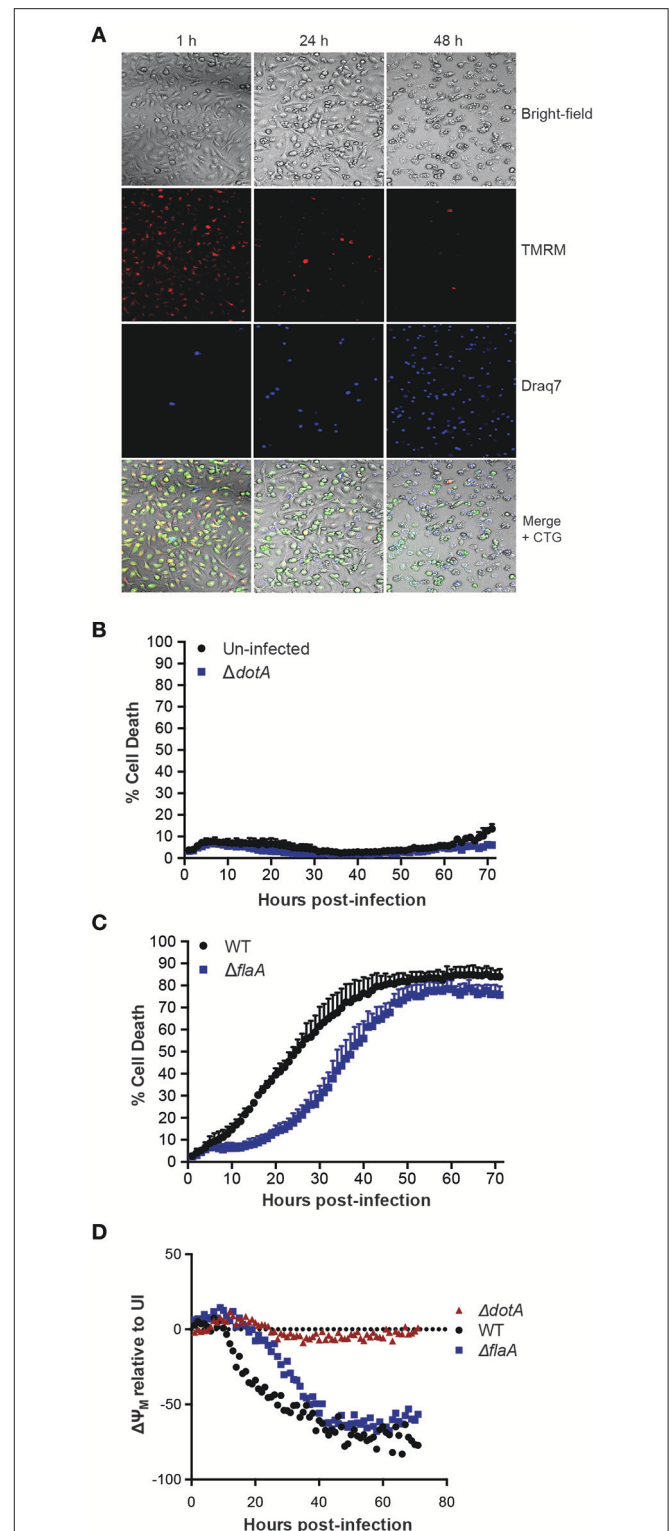 A
1 h 24 h 48 h
Bright-field
TMRM
Draq7
Merge
+ CTG
B
Un-infected
ΔdotA
100
90
80
70
60
50
40
30
20
10
0
% Cell Death
0 10 20 30 40 50 60 70
Hours post-infection
C
WT
ΔflaA
100
90
80
70
60
50
40
30
20
10
0
% Cell Death
0 10 20 30 40 50 60 70
Hours post-infection
D
50
0
-50
-100
ΔΨM relative to UI
ΔdotA
WT
ΔflaA
0 20 40 60 80
Hours post-infection